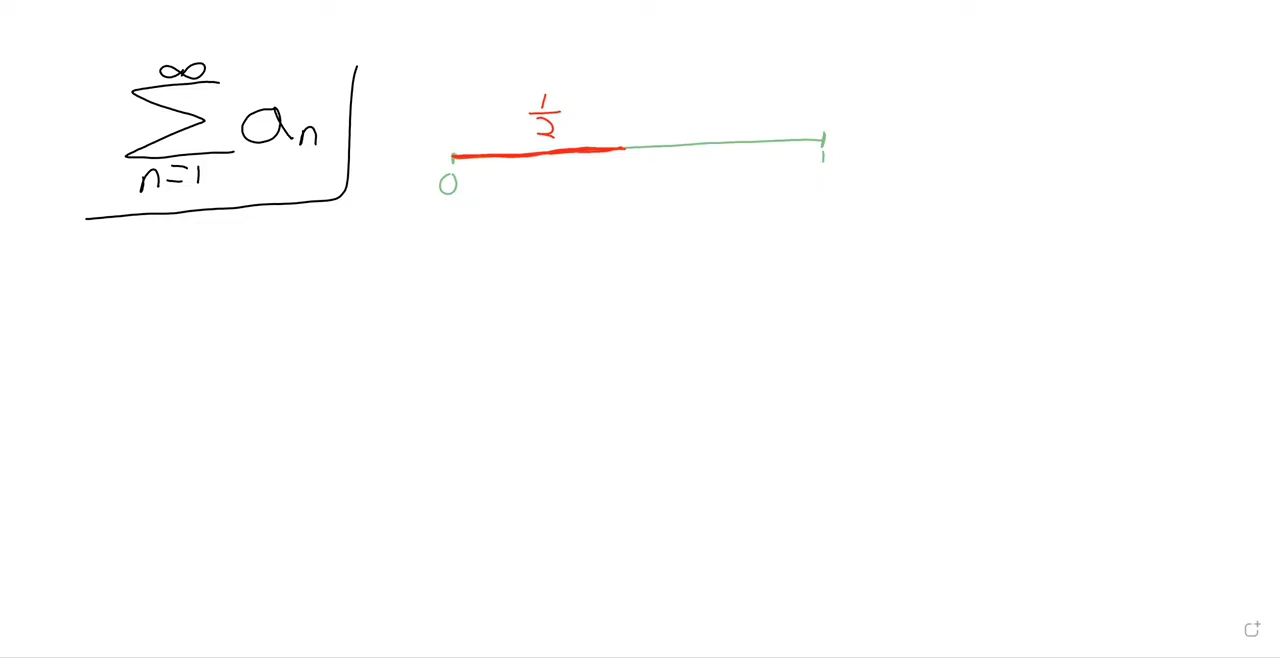 ∞
∑ aₙ
n=1
1/2
0 1